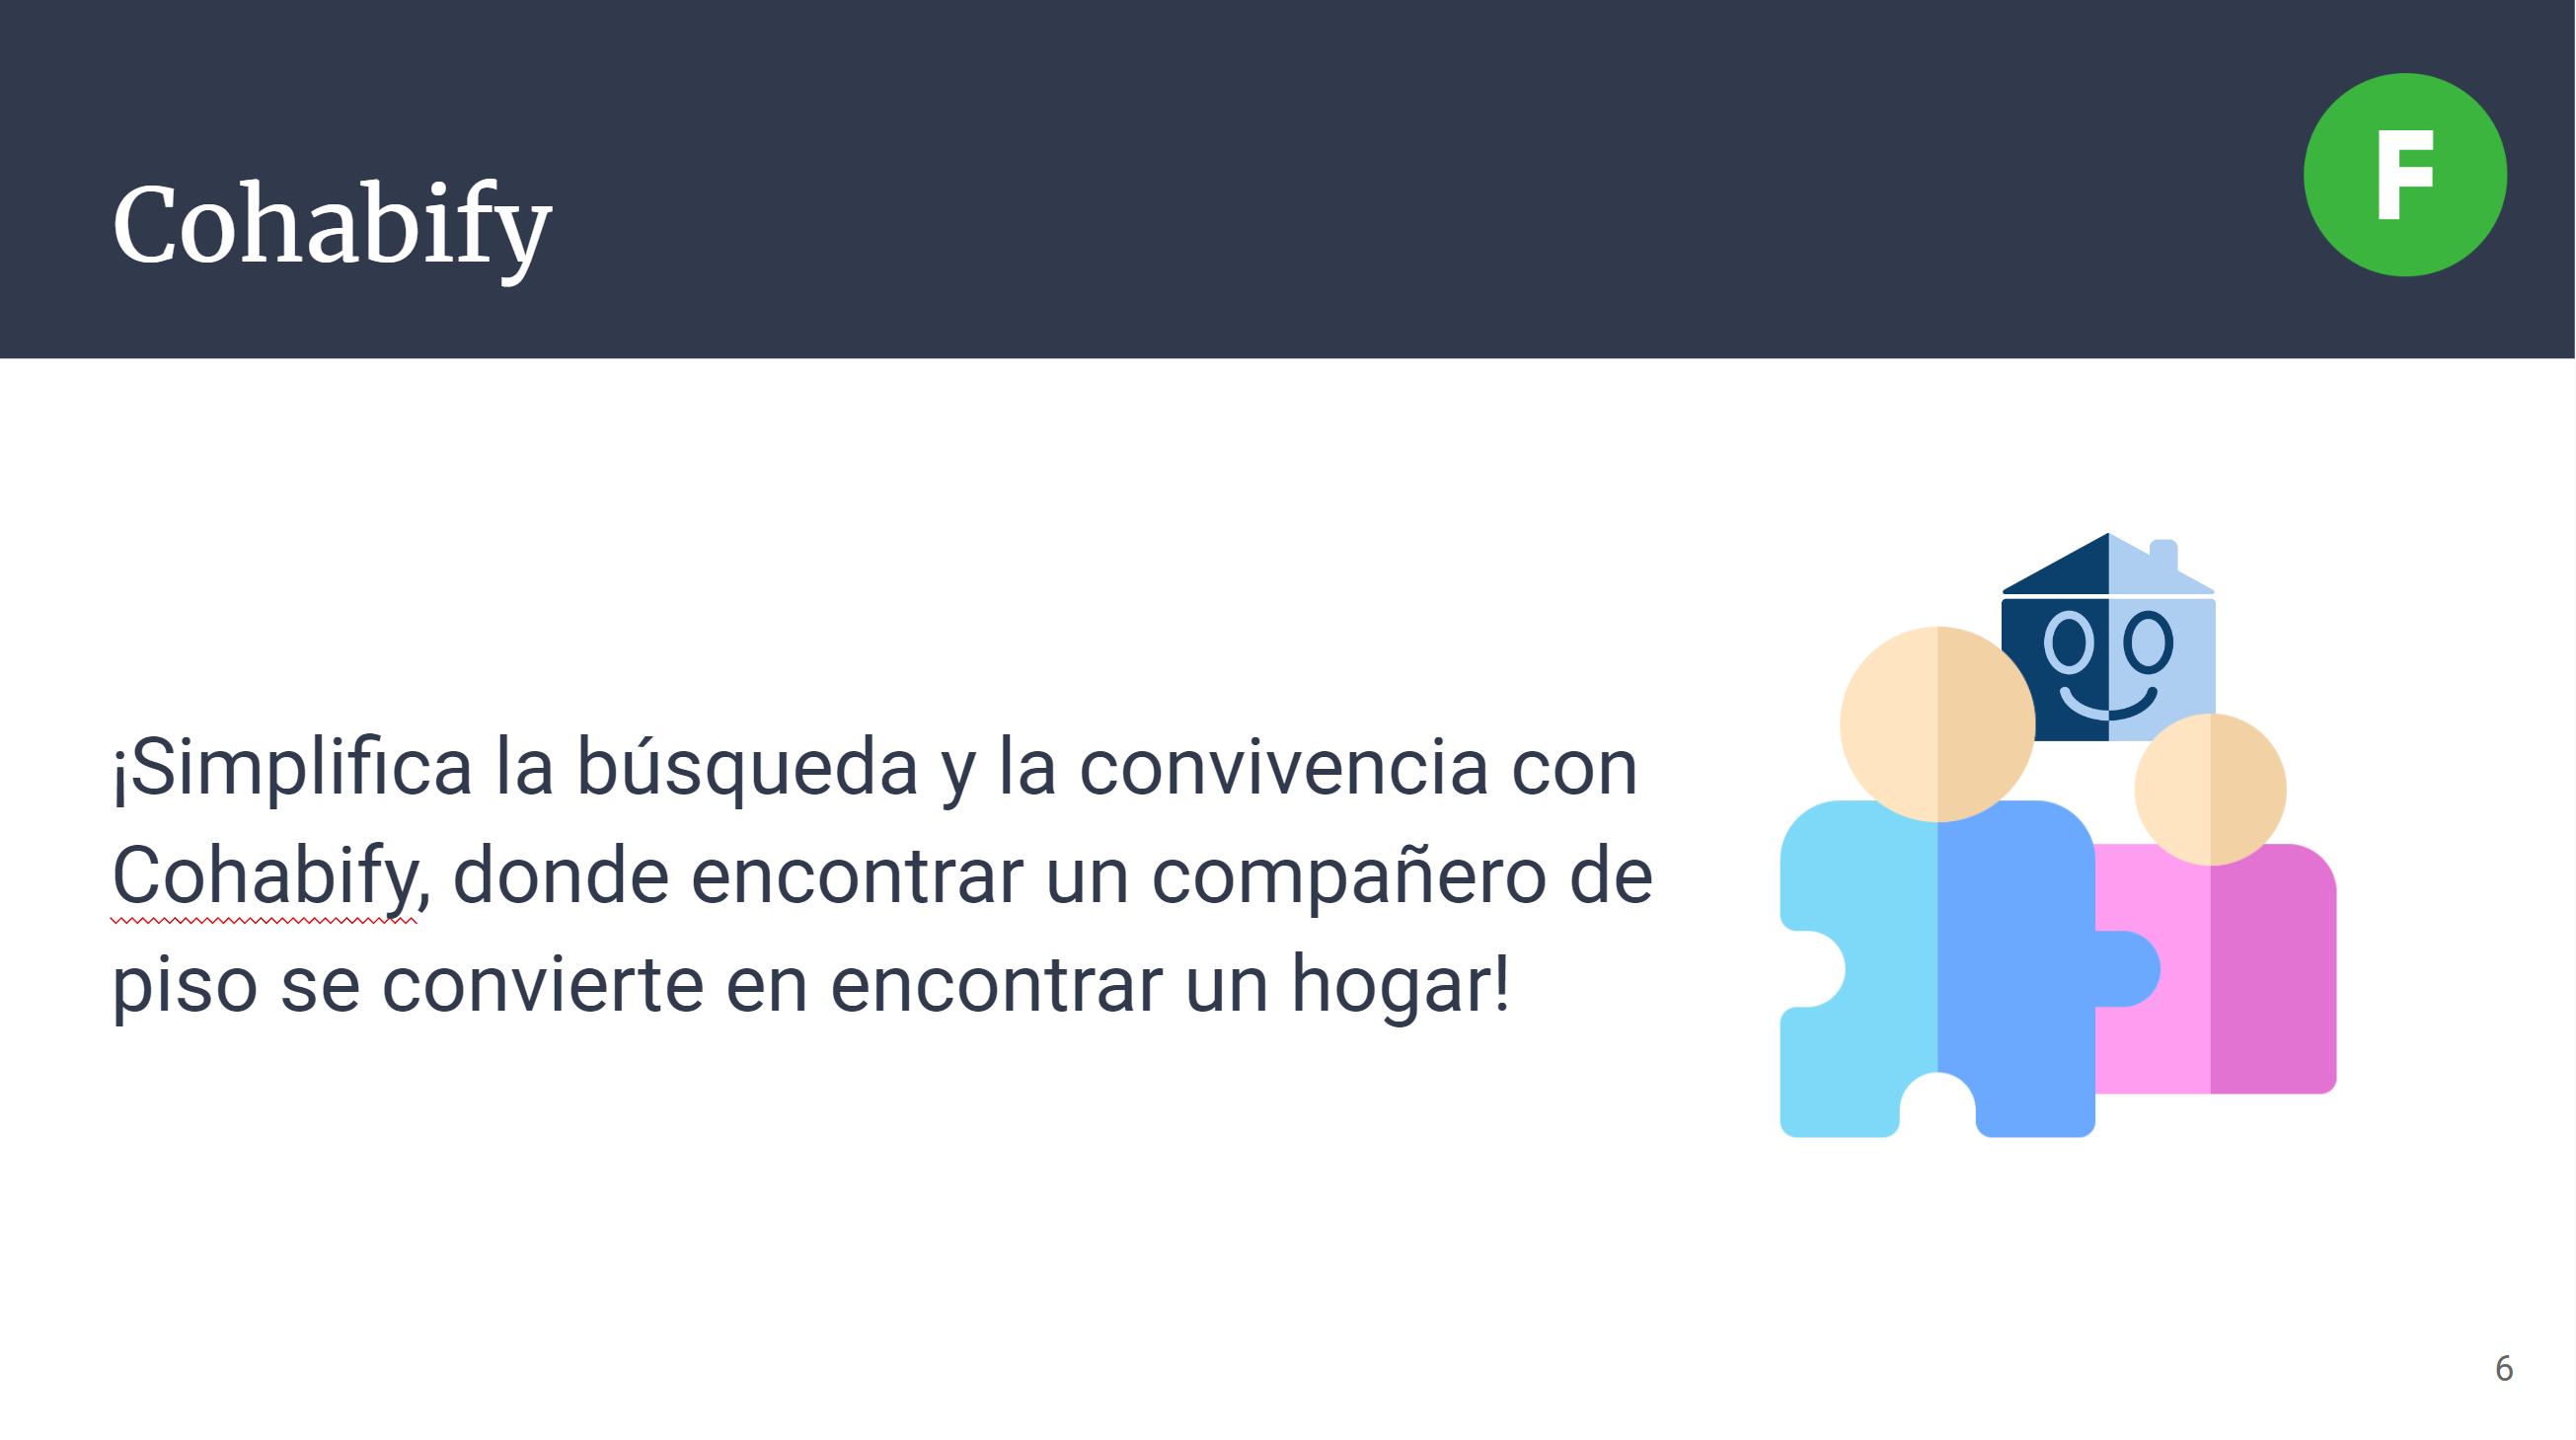 Cohabify
F
¡Simplifica la búsqueda y la convivencia con
Cohabify, donde encontrar un compañero de
piso se convierte en encontrar un hogar!
6